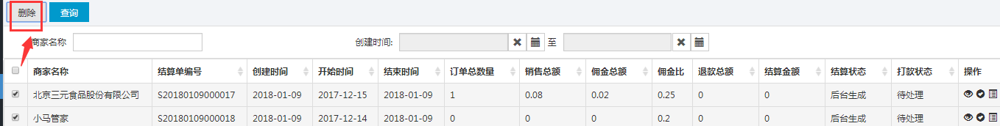 删除 查询
商家名称 创建时间: 至
商家名称 结算单编号 创建时间 开始时间 结束时间 订单总数量 销售总额 佣金总额 佣金比 退款总额 结算金额 结算状态 打款状态 操作
北京三元食品股份有限公司 S20180109000017 2018-01-09 2017-12-15 2018-01-09 1 0.08 0.02 0.25 0 0 后台生成 待处理
小马管家 S20180109000018 2018-01-09 2017-12-14 2018-01-09 0 0 0 0.2 0 0 后台生成 待处理